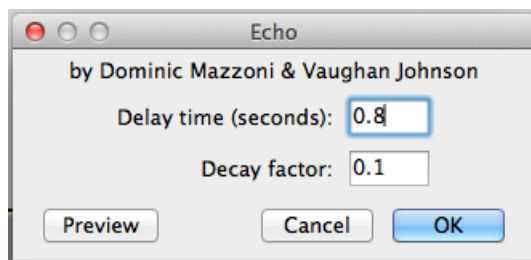 Echo
by Dominic Mazzoni & Vaughan Johnson
Delay time (seconds): 0.8
Decay factor: 0.1
Preview Cancel OK